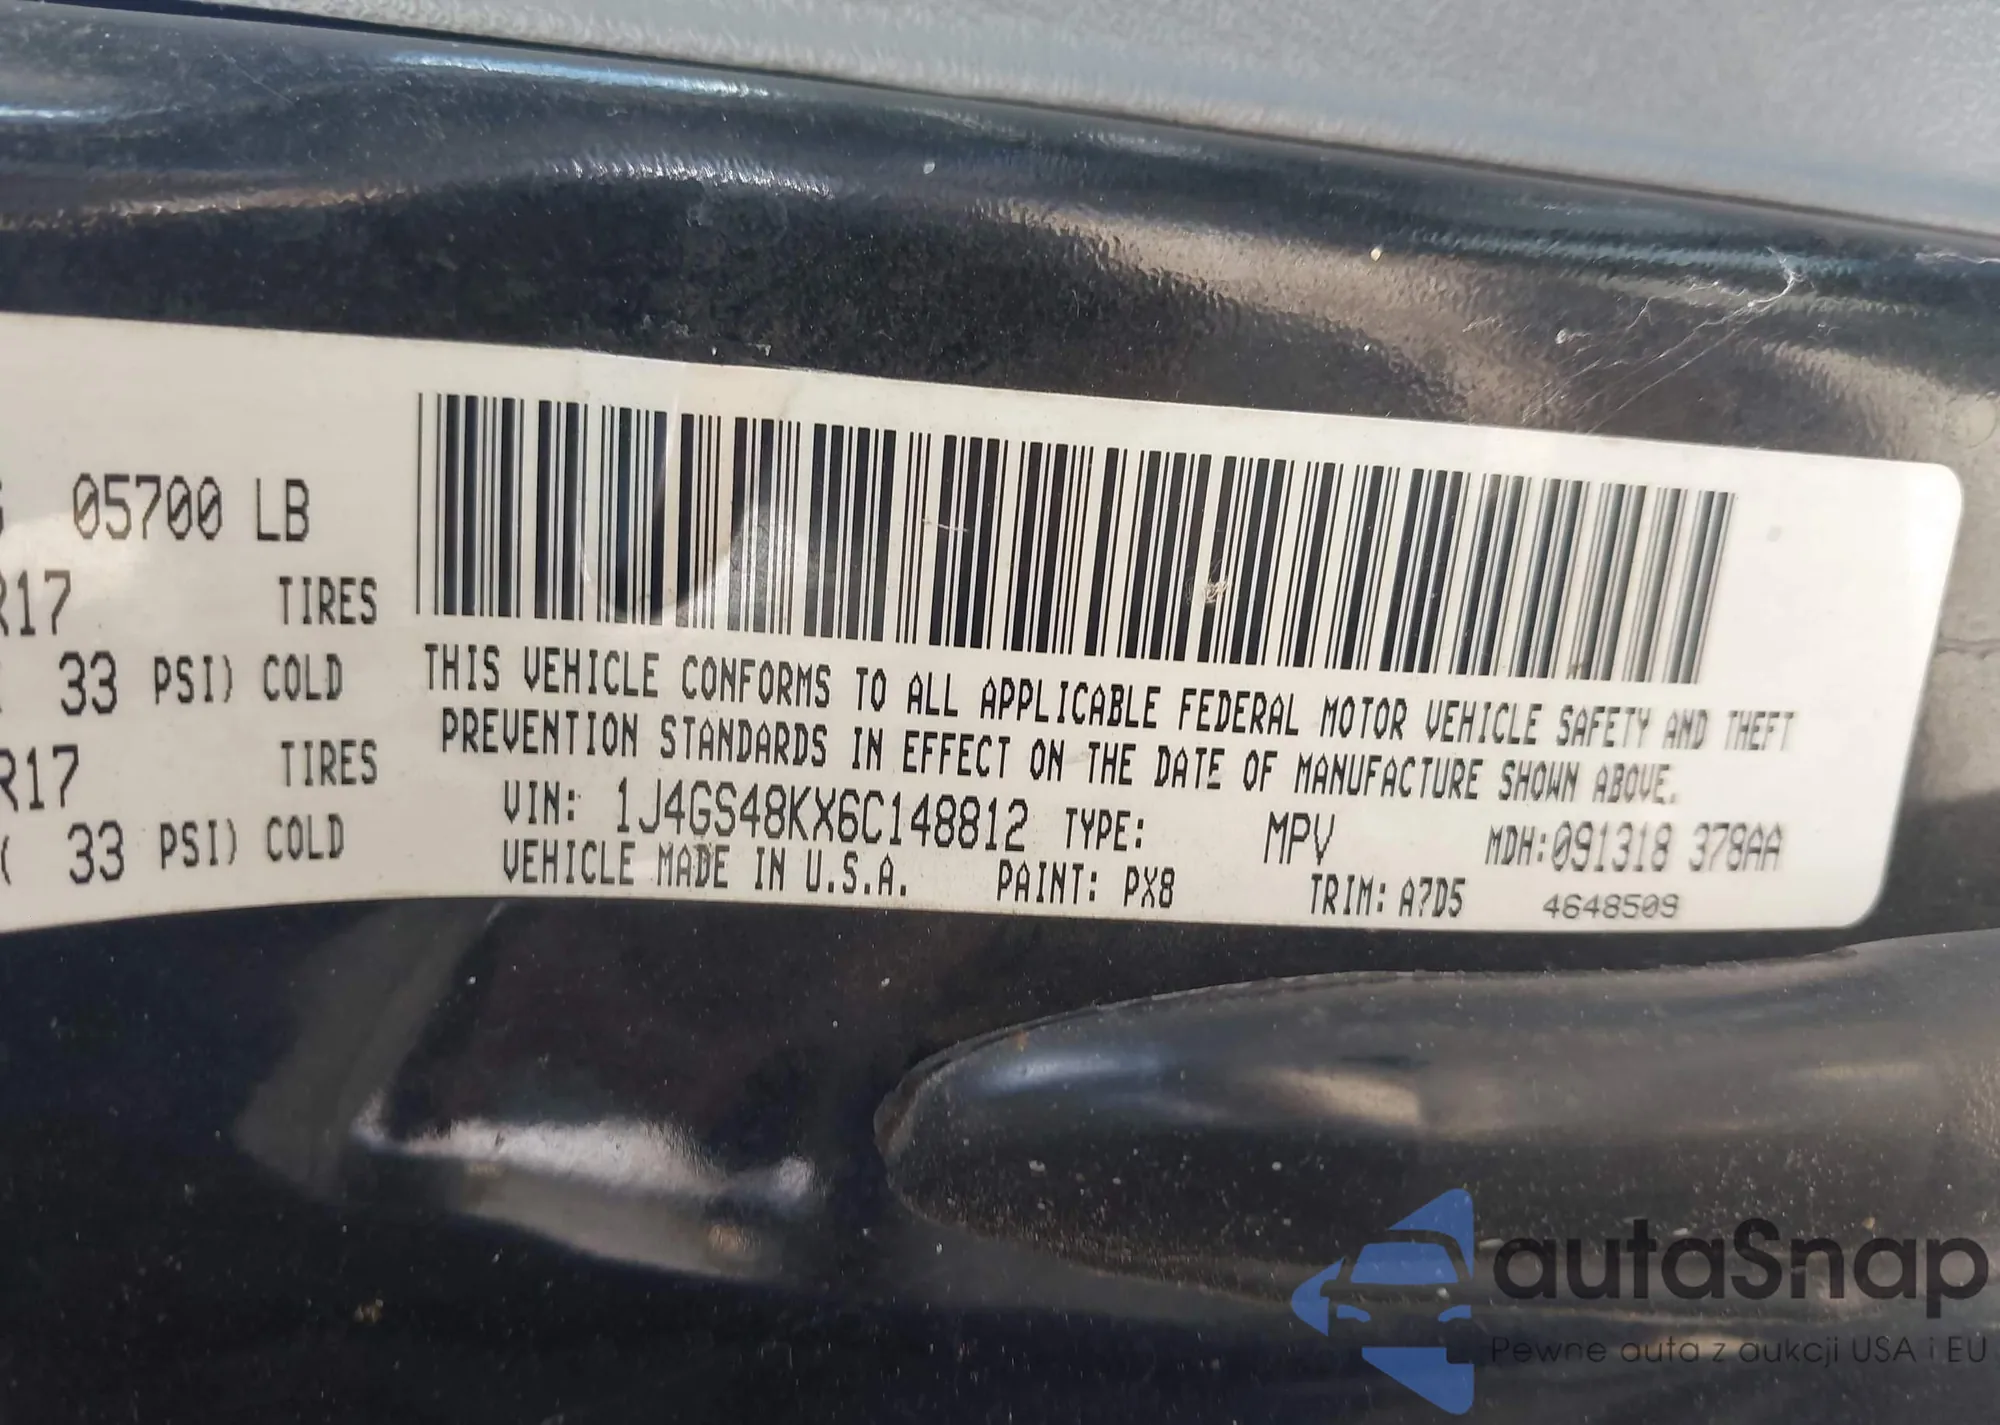 05700 LB
R17 TIRES
33 PSI) COLD
R17 TIRES
( 33 PSI) COLD
THIS VEHICLE CONFORMS TO ALL APPLICABLE FEDERAL MOTOR VEHICLE SAFETY AND THEFT
PREVENTION STANDARDS IN EFFECT ON THE DATE OF MANUFACTURE SHOWN ABOVE.
VIN: 1J4GS48KX6C148812 TYPE: MPV MDH:091318 378AA
VEHICLE MADE IN U.S.A. PAINT: PX8 TRIM: A7D5 4648509
autaSnap
Pewne auta z aukcji USA i EU